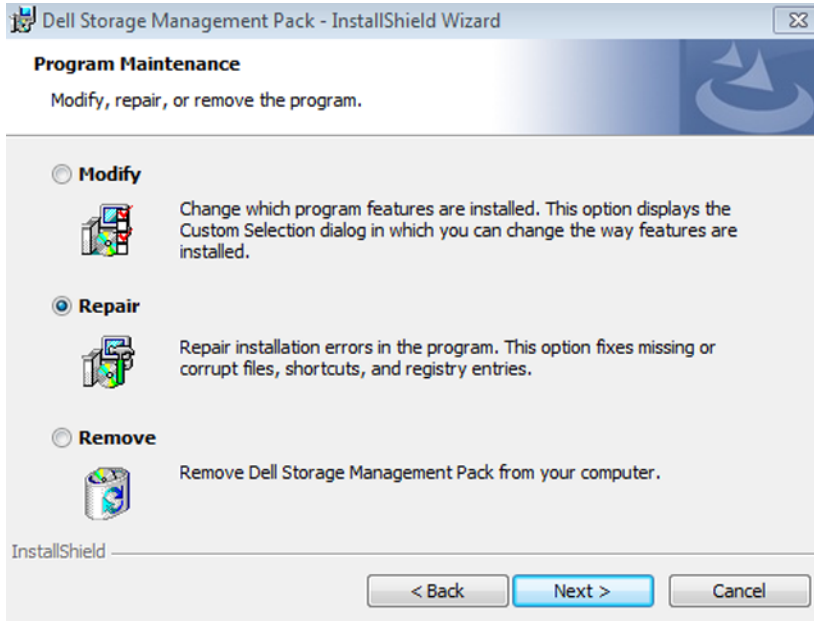 Dell Storage Management Pack - InstallShield Wizard
Program Maintenance
Modify, repair, or remove the program.
Modify
Change which program features are installed. This option displays the
Custom Selection dialog in which you can change the way features are
installed.
Repair
Repair installation errors in the program. This option fixes missing or
corrupt files, shortcuts, and registry entries.
Remove
Remove Dell Storage Management Pack from your computer.
InstallShield
< Back Next > Cancel